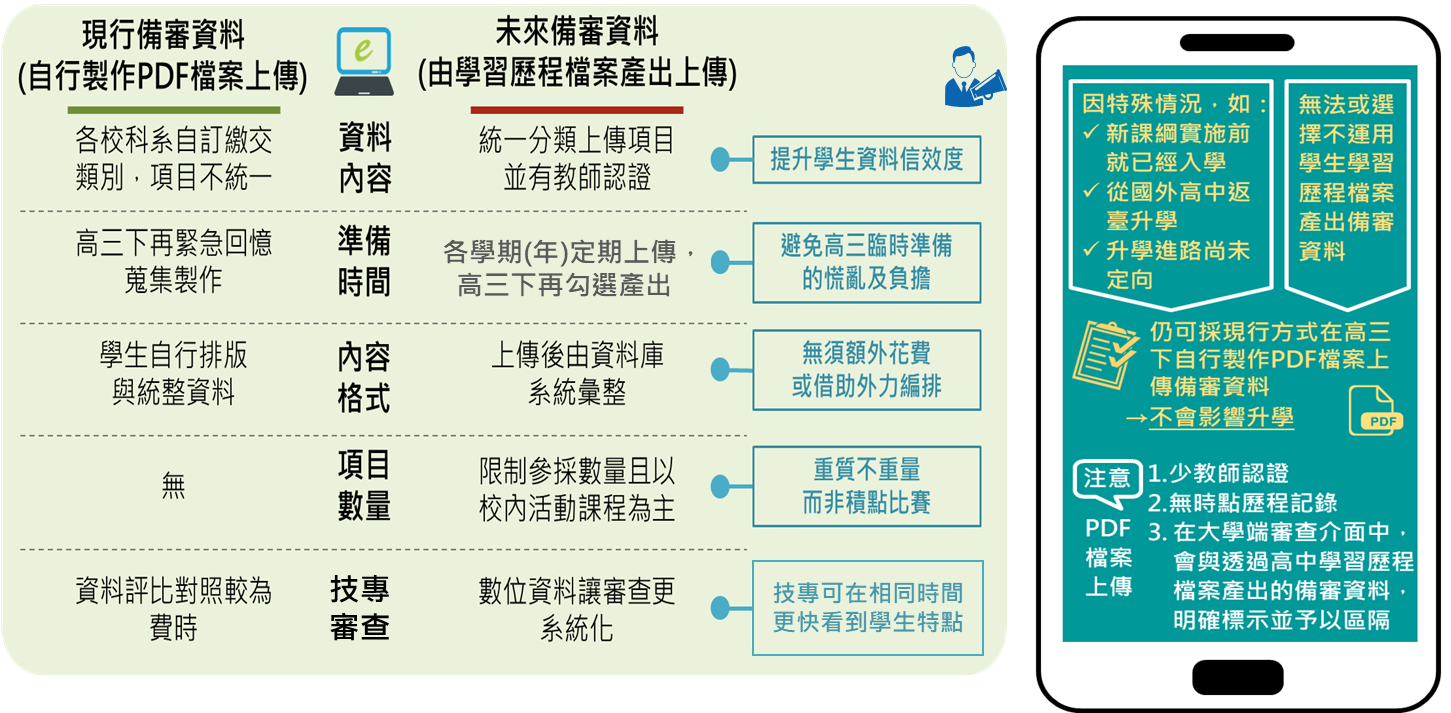 現行備審資料
(自行製作PDF檔案上傳)
e
未來備審資料
(由學習歷程檔案產出上傳)
各校科系自訂繳交
類別，項目不統一
資料
內容
統一分類上傳項目
並有教師認證
提升學生資料信效度
高三下再緊急回憶
蒐集製作
準備
時間
各學期(年)定期上傳，
高三下再勾選產出
避免高三臨時準備
的慌亂及負擔
學生自行排版
與統整資料
內容
格式
上傳後由資料庫
系統彙整
無須額外花費
或借助外力編排
無
項目
數量
限制參採數量且以
校內活動課程為主
重質不重量
而非積點比賽
資料評比對照較為
費時
技專
審查
數位資料讓審查更
系統化
技專可在相同時間
更快看到學生特點
因特殊情況，如：
✓ 新課綱實施前
就已經入學
✓ 從國外高中返
臺升學
✓ 升學進路尚未
定向
無法或選
擇不運用
學生學習
歷程檔案
產出備審
資料
仍可採現行方式在高三
下自行製作PDF檔案上
傳備審資料
→不會影響升學
PDF
注意
PDF
檔案
上傳
1.少教師認證
2.無時點歷程記錄
3. 在大學端審查介面中，
會與透過高中學習歷程
檔案產出的備審資料，
明確標示並予以區隔